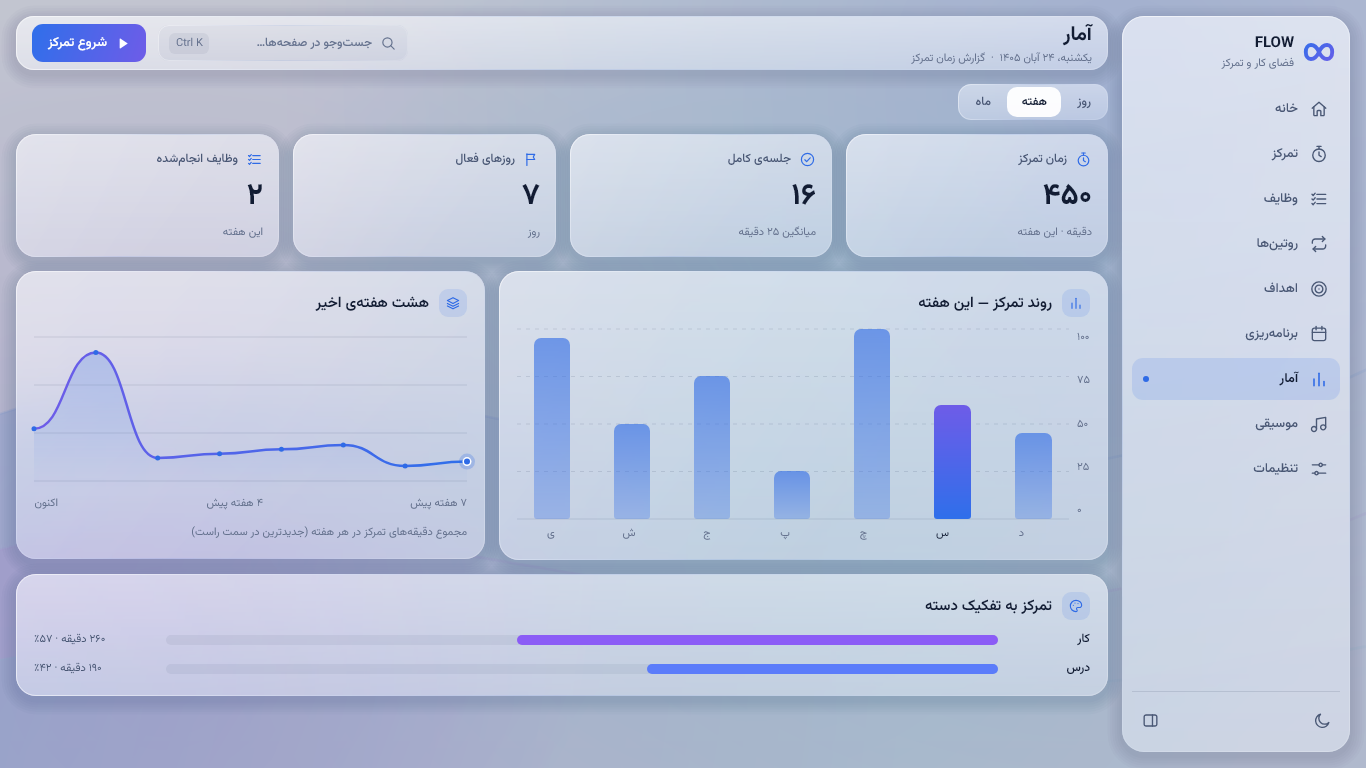 FLOW
فضای کار و تمرکز
خانه
تمرکز
وظایف
روتین‌ها
اهداف
برنامه‌ریزی
آمار
موسیقی
تنظیمات
آمار
یکشنبه، ۲۴ آبان ۱۴۰۵ · گزارش زمان تمرکز
جست‌وجو در صفحه‌ها...
Ctrl K
شروع تمرکز
روز
هفته
ماه
زمان تمرکز
۴۵۰
دقیقه · این هفته
جلسه‌ی کامل
۱۶
میانگین ۲۵ دقیقه
روزهای فعال
۷
روز
وظایف انجام‌شده
۲
این هفته
روند تمرکز – این هفته
۱۰۰
۷۵
۵۰
۲۵
۰
د
س
چ
پ
ج
ش
ی
هشت هفته‌ی اخیر
۷ هفته پیش
۴ هفته پیش
اکنون
مجموع دقیقه‌های تمرکز در هر هفته (جدیدترین در سمت راست)
تمرکز به تفکیک دسته
کار
۲۶۰ دقیقه · ۵۷٪
درس
۱۹۰ دقیقه · ۴۲٪